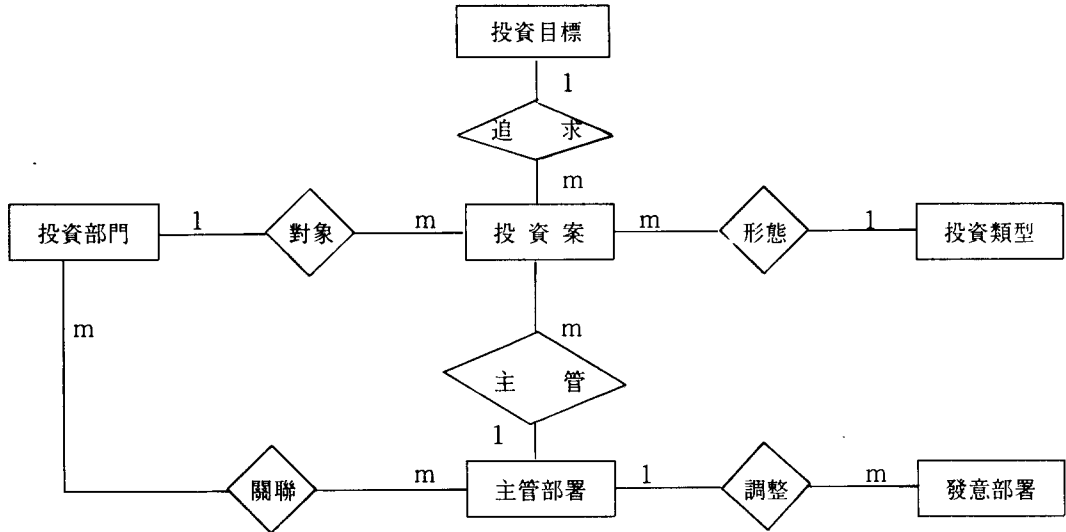 投資目標
1
追 求
m
投資部門 1 對象 m 投 資 案 m 形態 1 投資類型
m m
主 管
1
關聯 m 主管部署 1 調整 m 發意部署